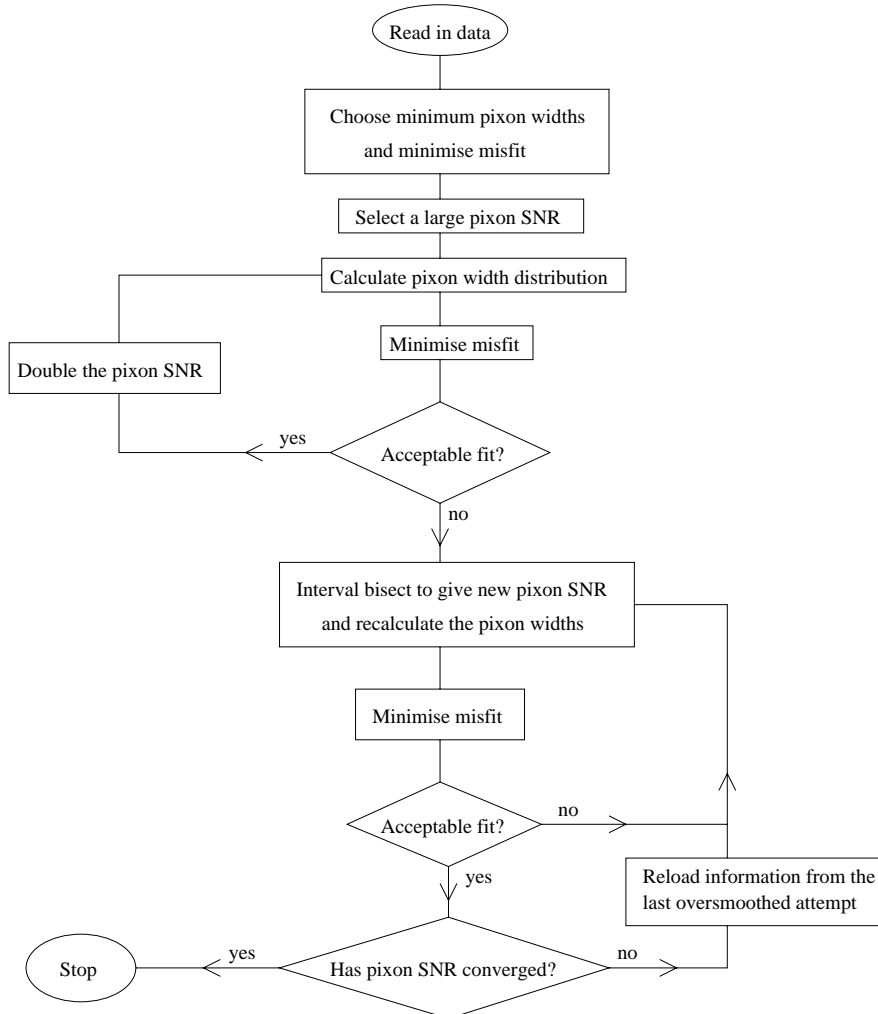 Read in data
Choose minimum pixon widths
and minimise misfit
Select a large pixon SNR
Calculate pixon width distribution
Minimise misfit
Double the pixon SNR
yes
Acceptable fit?
no
Interval bisect to give new pixon SNR
and recalculate the pixon widths
Minimise misfit
Acceptable fit?
no
yes
Reload information from the
last oversmoothed attempt
Stop
yes
Has pixon SNR converged?
no